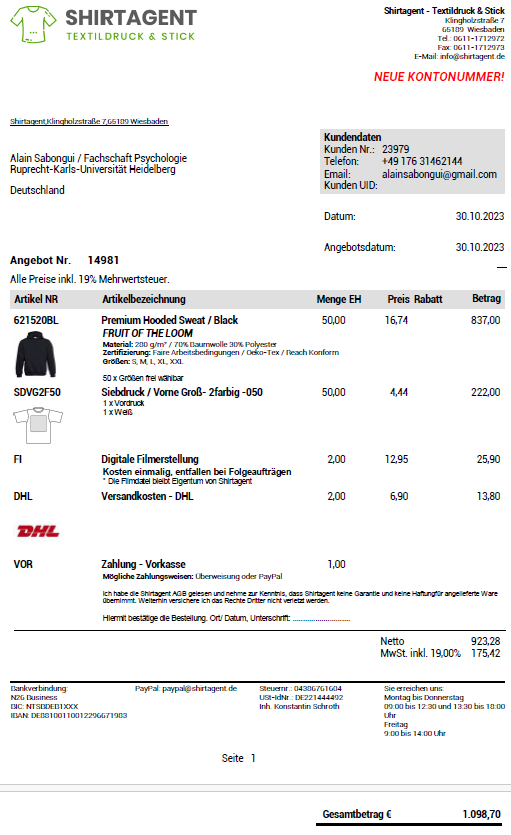 SHIRTAGENT
TEXTILDRUCK & STICK
Shirtagent - Textildruck & Stick
Klingholzstraße 7
65189 Wiesbaden
Tel.: 0611-1712972
Fax: 0611-1712973
E-Mail: info@shirtagent.de
NEUE KONTONUMMER!
Shirtagent,Klingholzstraße 7,65189 Wiesbaden
Kundendaten
Kunden Nr.: 23979
Telefon: +49 176 31462144
Email: alainsabongui@gmail.com
Kunden UID:
Alain Sabongui / Fachschaft Psychologie
Ruprecht-Karls-Universität Heidelberg
Deutschland
Datum: 30.10.2023
Angebotsdatum: 30.10.2023
Angebot Nr. 14981
Alle Preise inkl. 19% Mehrwertsteuer.
Artikel NR Artikelbezeichnung Menge EH Preis Rabatt Betrag
621520BL Premium Hooded Sweat / Black 50,00 16,74 837,00
FRUIT OF THE LOOM
Material: 280 g/m² / 70% Baumwolle 30% Polyester
Zertifizierung: Faire Arbeitsbedingungen / Oeko-Tex / Reach Konform
Größen: S, M, L, XL, XXL
50 x Größen frei wählbar
SDVG2F50 Siebdruck / Vorne Groß- 2farbig -050 50,00 4,44 222,00
1 x Vordruck
1 x Weiß
FI Digitale Filmerstellung 2,00 12,95 25,90
Kosten einmalig, entfallen bei Folgeaufträgen
* Die Filmdatei bleibt Eigentum von Shirtagent
DHL Versandkosten - DHL 2,00 6,90 13,80
DHL
VOR Zahlung - Vorkasse 1,00
Mögliche Zahlungsweisen: Überweisung oder PayPal
Ich habe die Shirtagent AGB gelesen und nehme zur Kenntnis, dass Shirtagent keine Garantie und keine Haftungfür angelieferte Ware
übernimmt. Weiterhin versichere ich das Rechte Dritter nicht verletzt werden.
Hiermit bestätige die Bestellung. Ort/ Datum, Unterschrift: ............................
Netto 923,28
MwSt. inkl. 19,00% 175,42
Bankverbindung:
N26 Business
BIC: NTSBDEB1XXX
IBAN: DE88100110012296671983
PayPal: paypal@shirtagent.de
Steuernr.: 04386761604
USt-IdNr.: DE221444492
Inh. Konstantin Schroth
Sie erreichen uns:
Montag bis Donnerstag
09:00 bis 12:30 und 13:30 bis 18:00
Uhr
Freitag
9:00 bis 14:00 Uhr
Seite 1
Gesamtbetrag € 1.098,70